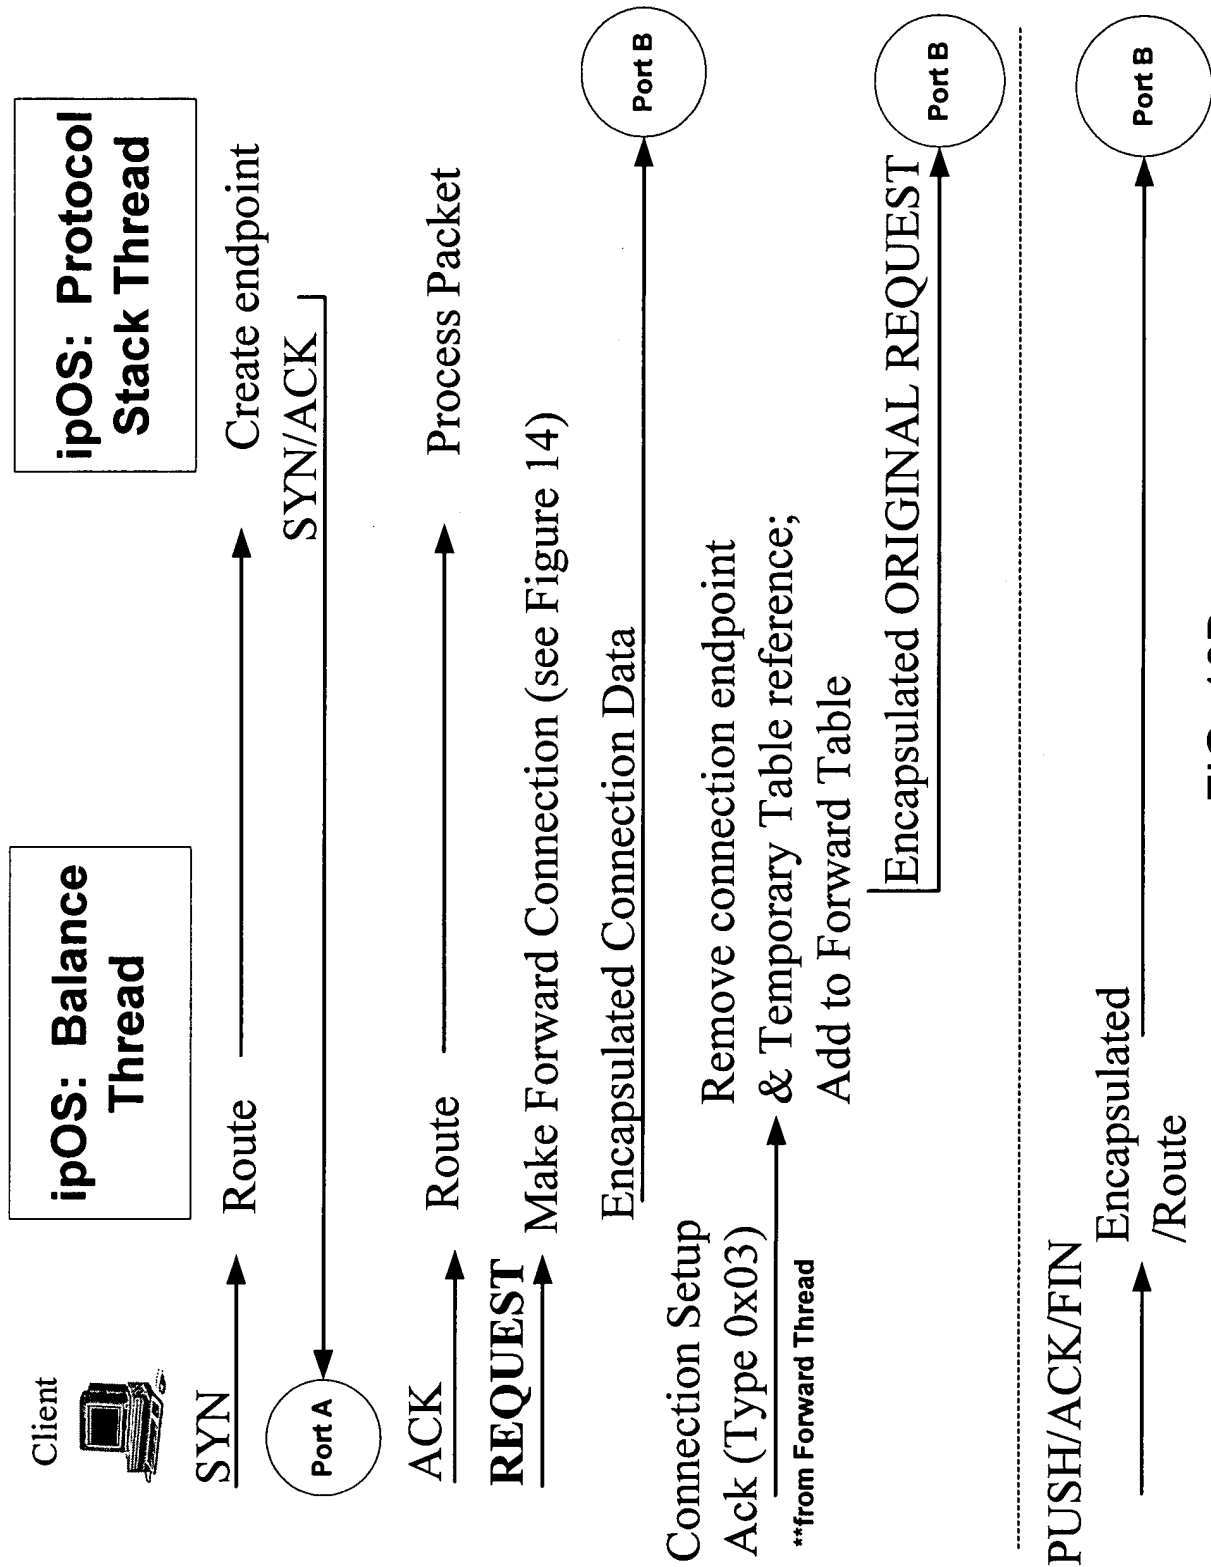 Client
ipOS: Balance
Thread
ipOS: Protocol
Stack Thread
SYN
Route
Create endpoint
SYN/ACK
Port A
ACK
Route
Process Packet
REQUEST
Make Forward Connection (see Figure 14)
Encapsulated Connection Data
Port B
Connection Setup
Ack (Type 0x03)
**from Forward Thread
Remove connection endpoint
& Temporary Table reference;
Add to Forward Table
Encapsulated ORIGINAL REQUEST
Port B
PUSH/ACK/FIN
Encapsulated
/Route
Port B